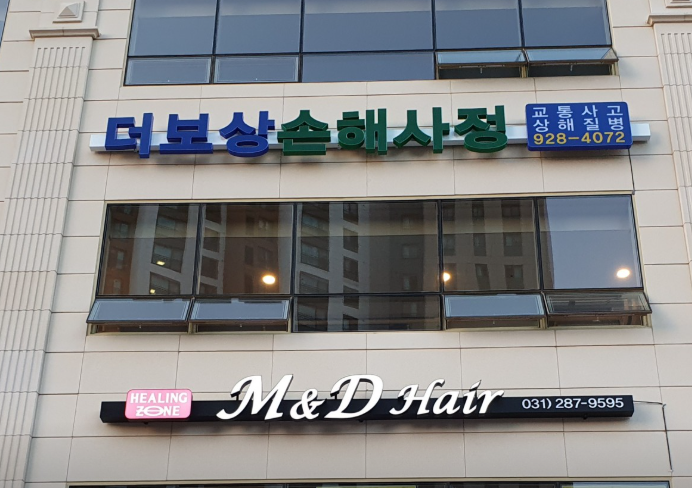 더보상손해사정
교통사고
상해질병
928-4072
HEALING
ZONE
M&D Hair
031) 287-9595